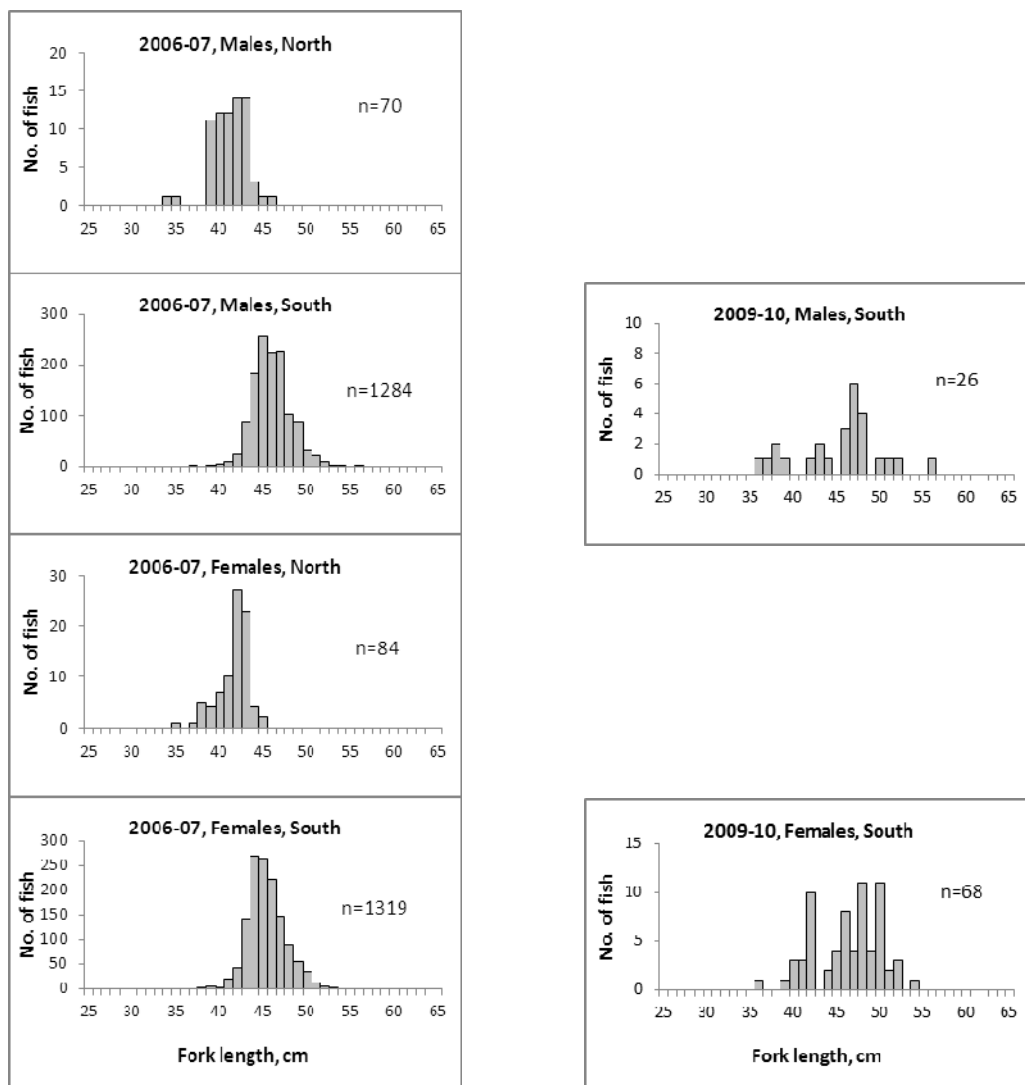 2006-07, Males, North
No. of fish
20
15
10
5
0
n=70
25 30 35 40 45 50 55 60 65
2006-07, Males, South
No. of fish
300
200
100
0
n=1284
25 30 35 40 45 50 55 60 65
2009-10, Males, South
No. of fish
10
8
6
4
2
0
n=26
25 30 35 40 45 50 55 60 65
2006-07, Females, North
No. of fish
30
20
10
0
n=84
25 30 35 40 45 50 55 60 65
2006-07, Females, South
No. of fish
300
250
200
150
100
50
0
n=1319
25 30 35 40 45 50 55 60 65
Fork length, cm
2009-10, Females, South
No. of fish
15
10
5
0
n=68
25 30 35 40 45 50 55 60 65
Fork length, cm